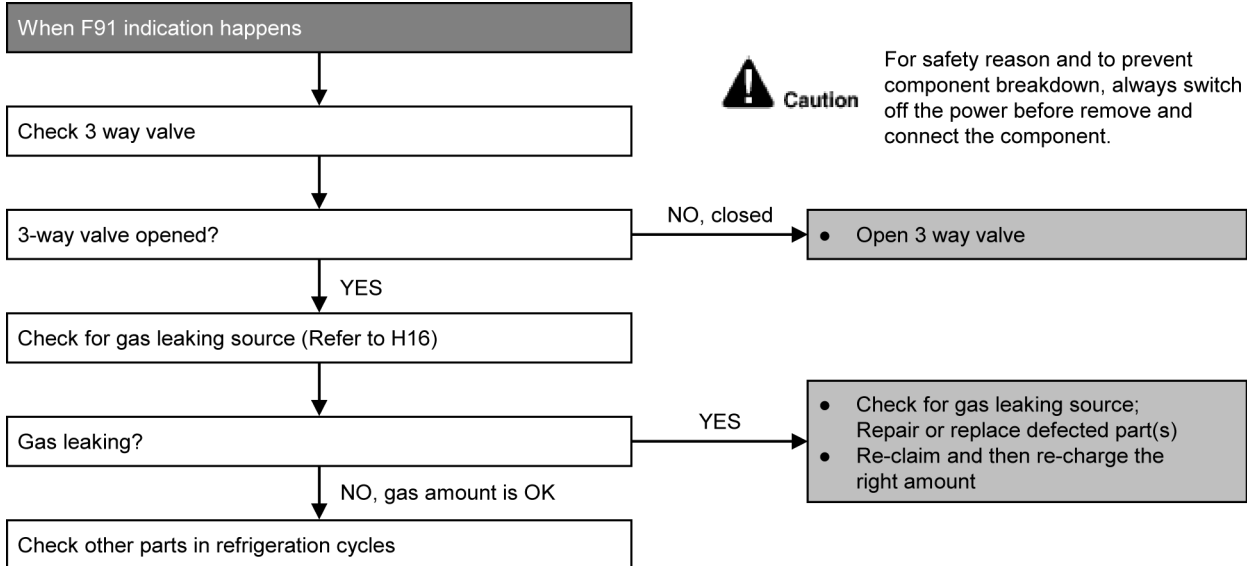 When F91 indication happens
Caution
For safety reason and to prevent
component breakdown, always switch
off the power before remove and
connect the component.
Check 3 way valve
3-way valve opened?
NO, closed
● Open 3 way valve
YES
Check for gas leaking source (Refer to H16)
Gas leaking?
YES
● Check for gas leaking source;
Repair or replace defected part(s)
● Re-claim and then re-charge the
right amount
NO, gas amount is OK
Check other parts in refrigeration cycles